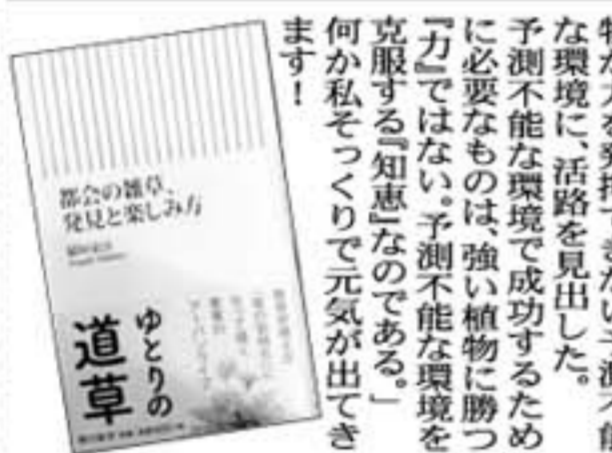 な環境に、活路を見出した。
予測不能な環境で成功するため
に必要なものは、強い植物に勝つ
『力』ではない。予測不能な環境を
克服する『知恵』なのである。」
何か私そっくりで元気が出てき
ます！
都会の雑草、
発見と楽しみ方
ゆとりの
道草